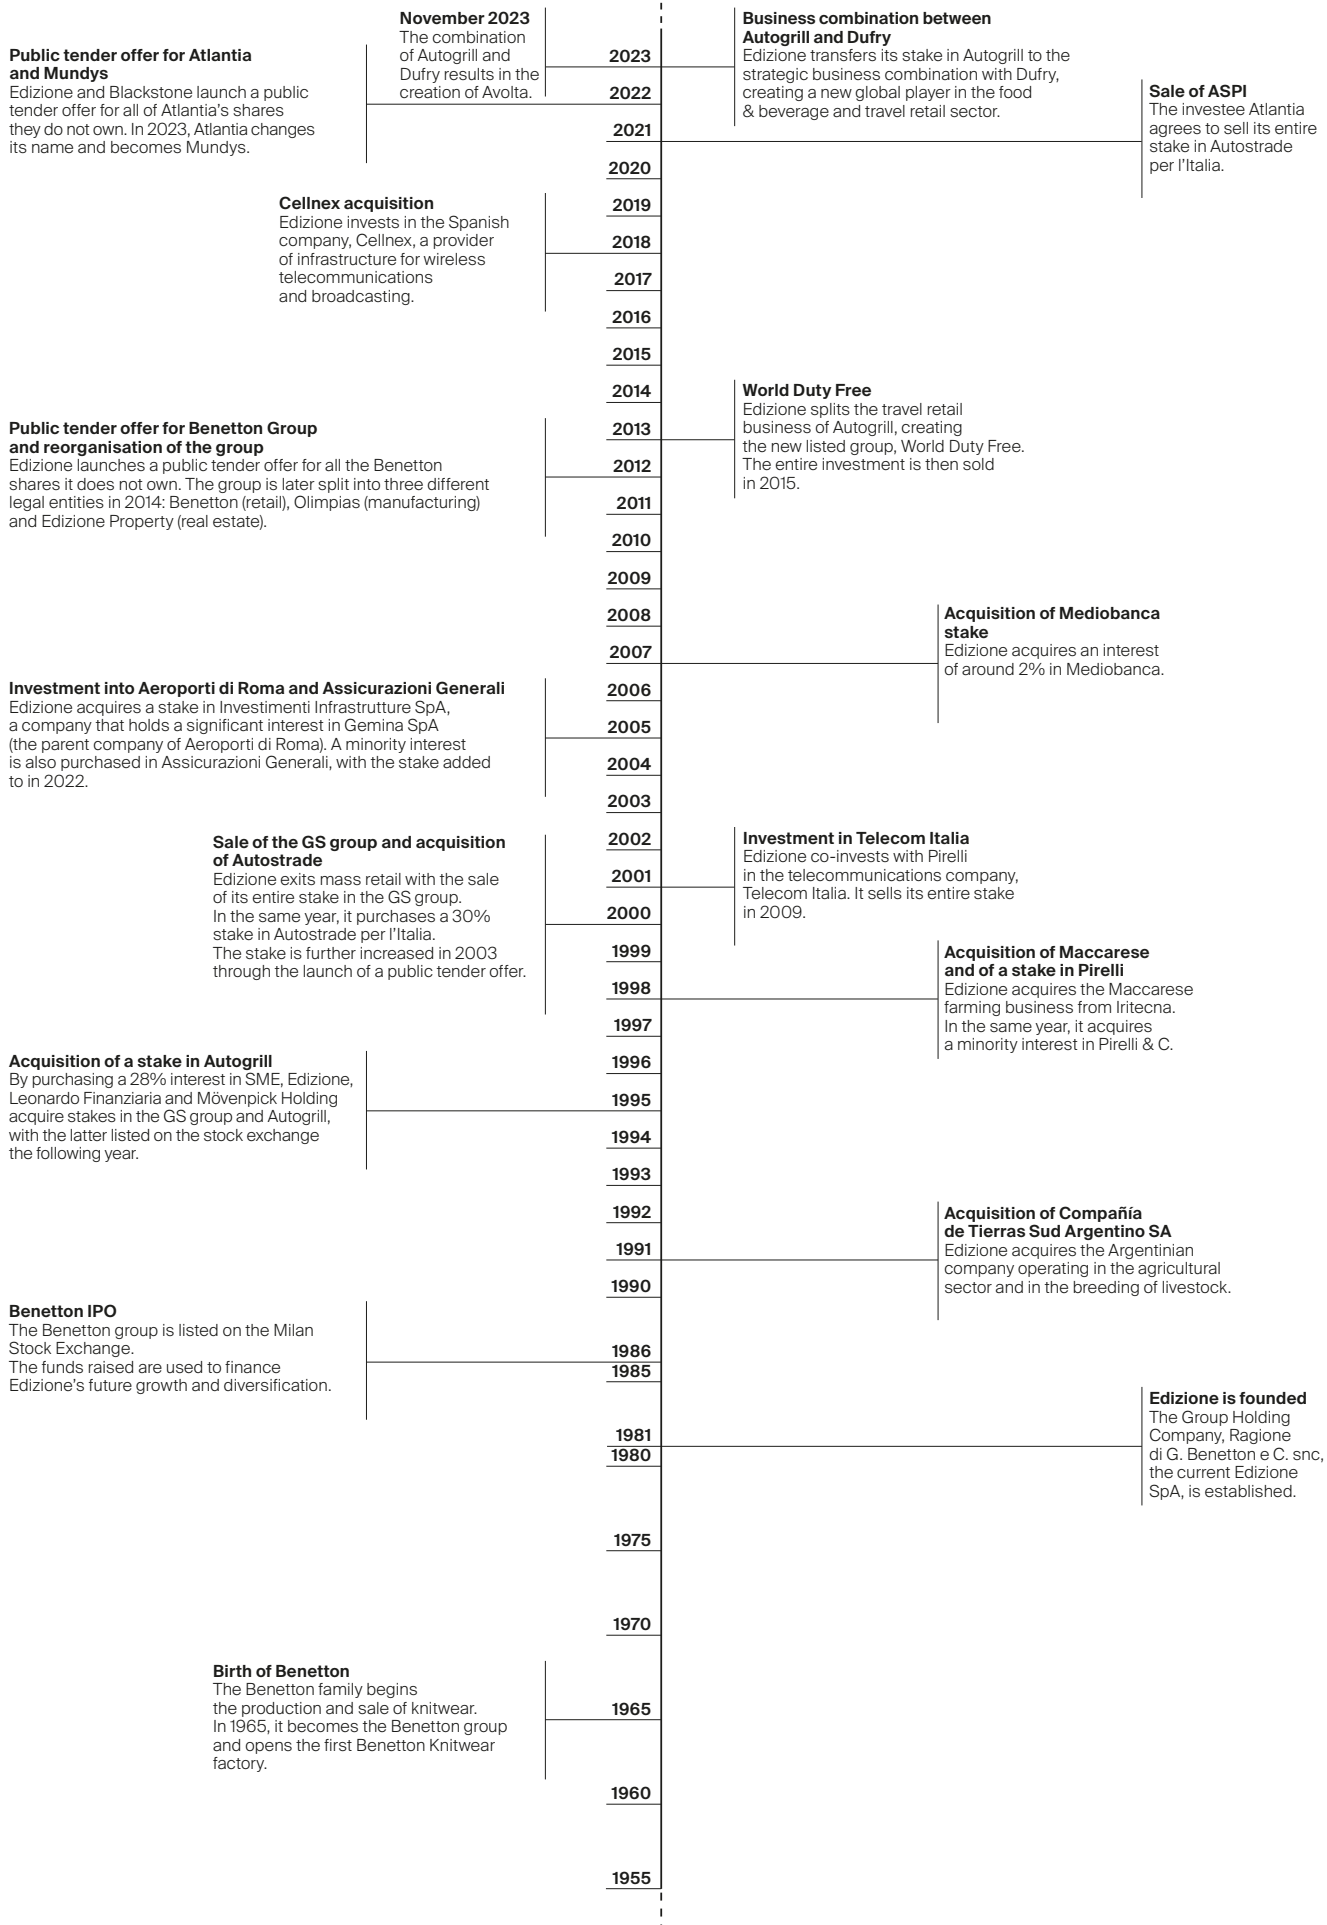 November 2023
The combination
of Autogrill and
Dufry results in the
creation of Avolta.
Business combination between
Autogrill and Dufry
Edizione transfers its stake in Autogrill to the
strategic business combination with Dufry,
creating a new global player in the food
& beverage and travel retail sector.
Public tender offer for Atlantia
and Mundys
Edizione and Blackstone launch a public
tender offer for all of Atlantia’s shares
they do not own. In 2023, Atlantia changes
its name and becomes Mundys.
Sale of ASPI
The investee Atlantia
agrees to sell its entire
stake in Autostrade
per l’Italia.
2023
2022
2021
2020
Cellnex acquisition
Edizione invests in the Spanish
company, Cellnex, a provider
of infrastructure for wireless
telecommunications
and broadcasting.
2019
2018
2017
2016
2015
2014
World Duty Free
Edizione splits the travel retail
business of Autogrill, creating
the new listed group, World Duty Free.
The entire investment is then sold
in 2015.
Public tender offer for Benetton Group
and reorganisation of the group
Edizione launches a public tender offer for all the Benetton
shares it does not own. The group is later split into three different
legal entities in 2014: Benetton (retail), Olimpias (manufacturing)
and Edizione Property (real estate).
2013
2012
2011
2010
2009
2008
2007
Acquisition of Mediobanca
stake
Edizione acquires an interest
of around 2% in Mediobanca.
Investment into Aeroporti di Roma and Assicurazioni Generali
Edizione acquires a stake in Investimenti Infrastrutture SpA,
a company that holds a significant interest in Gemina SpA
(the parent company of Aeroporti di Roma). A minority interest
is also purchased in Assicurazioni Generali, with the stake added
to in 2022.
2006
2005
2004
2003
Sale of the GS group and acquisition
of Autostrade
Edizione exits mass retail with the sale
of its entire stake in the GS group.
In the same year, it purchases a 30%
stake in Autostrade per l’Italia.
The stake is further increased in 2003
through the launch of a public tender offer.
2002
2001
2000
1999
1998
1997
Investment in Telecom Italia
Edizione co-invests with Pirelli
in the telecommunications company,
Telecom Italia. It sells its entire stake
in 2009.
Acquisition of Maccarese
and of a stake in Pirelli
Edizione acquires the Maccarese
farming business from Iritecna.
In the same year, it acquires
a minority interest in Pirelli & C.
Acquisition of a stake in Autogrill
By purchasing a 28% interest in SME, Edizione,
Leonardo Finanziaria and Mövenpick Holding
acquire stakes in the GS group and Autogrill,
with the latter listed on the stock exchange
the following year.
1996
1995
1994
1993
1992
1991
1990
Acquisition of Compañía
de Tierras Sud Argentino SA
Edizione acquires the Argentinian
company operating in the agricultural
sector and in the breeding of livestock.
Benetton IPO
The Benetton group is listed on the Milan
Stock Exchange.
The funds raised are used to finance
Edizione’s future growth and diversification.
1986
1985
1981
1980
Edizione is founded
The Group Holding
Company, Ragione
di G. Benetton e C. snc,
the current Edizione
SpA, is established.
1975
1970
Birth of Benetton
The Benetton family begins
the production and sale of knitwear.
In 1965, it becomes the Benetton group
and opens the first Benetton Knitwear
factory.
1965
1960
1955